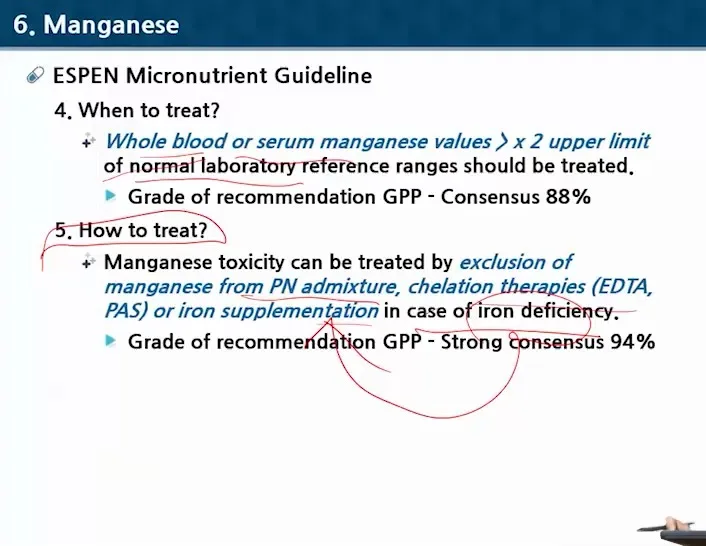 6. Manganese
ESPEN Micronutrient Guideline
4. When to treat?
Whole blood or serum manganese values > x 2 upper limit
of normal laboratory reference ranges should be treated.
Grade of recommendation GPP - Consensus 88%
5. How to treat?
Manganese toxicity can be treated by exclusion of
manganese from PN admixture, chelation therapies (EDTA,
PAS) or iron supplementation in case of iron deficiency.
Grade of recommendation GPP - Strong consensus 94%